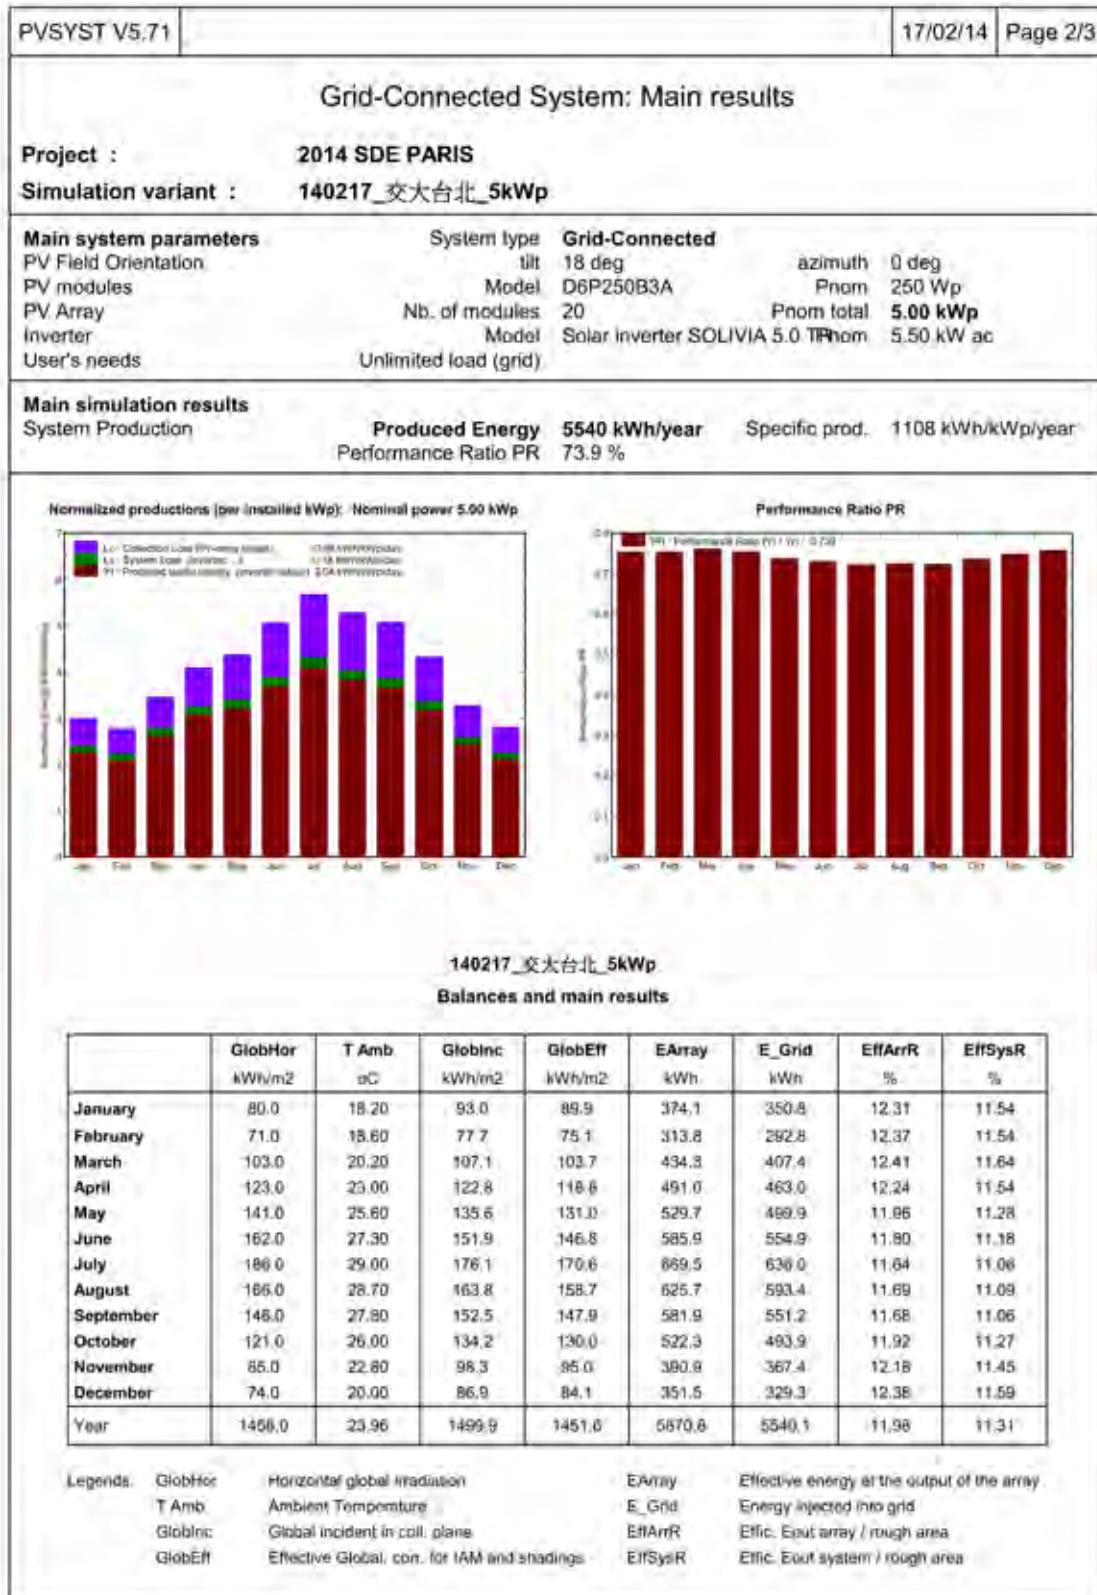 PVSYST V5.71 17/02/14 Page 2/3
Grid-Connected System: Main results
Project : 2014 SDE PARIS
Simulation variant : 140217_交大台北_5kWp
Main system parameters System type Grid-Connected
PV Field Orientation tilt 18 deg azimuth 0 deg
PV modules Model D6P250B3A Pnom 250 Wp
PV Array Nb. of modules 20 Pnom total 5.00 kWp
Inverter Model Solar inverter SOLIVIA 5.0 Pnom 5.50 kW ac
User's needs Unlimited load (grid)
Main simulation results
System Production Produced Energy 5540 kWh/year Specific prod. 1108 kWh/kWp/year
Performance Ratio PR 73.9 %
Normalized productions (per installed kWp): Nominal power 5.00 kWp
Performance Ratio PR
140217_交大台北_5kWp
Balances and main results
GlobHor T Amb GlobInc GlobEff EArray E_Grid EffArrR EffSysR
kWh/m2 °C kWh/m2 kWh/m2 kWh kWh % %
January 80.0 18.20 93.0 89.9 374.1 350.8 12.31 11.54
February 71.0 18.60 77.7 75.1 313.8 292.8 12.37 11.54
March 103.0 20.20 107.1 103.7 434.3 407.4 12.41 11.64
April 123.0 23.00 122.8 118.8 491.0 463.0 12.24 11.54
May 141.0 25.60 135.6 131.0 529.7 499.9 11.96 11.28
June 162.0 27.30 151.9 146.8 585.9 554.9 11.80 11.18
July 186.0 29.00 176.1 170.6 669.5 636.0 11.64 11.06
August 166.0 28.70 163.8 158.7 625.7 593.4 11.69 11.09
September 146.0 27.80 152.5 147.9 581.9 551.2 11.68 11.06
October 121.0 26.00 134.2 130.0 522.3 493.9 11.92 11.27
November 85.0 22.80 98.3 95.0 390.9 367.4 12.18 11.45
December 74.0 20.00 86.9 84.1 351.5 329.3 12.38 11.59
Year 1458.0 23.96 1499.9 1451.6 5870.6 5540.1 11.98 11.31
Legends: GlobHor Horizontal global irradiation EArray Effective energy at the output of the array
T Amb Ambient Temperature E_Grid Energy injected into grid
GlobInc Global incident in coll. plane EffArrR Effic. Eout array / rough area
GlobEff Effective Global, corr. for IAM and shadings EffSysR Effic. Eout system / rough area